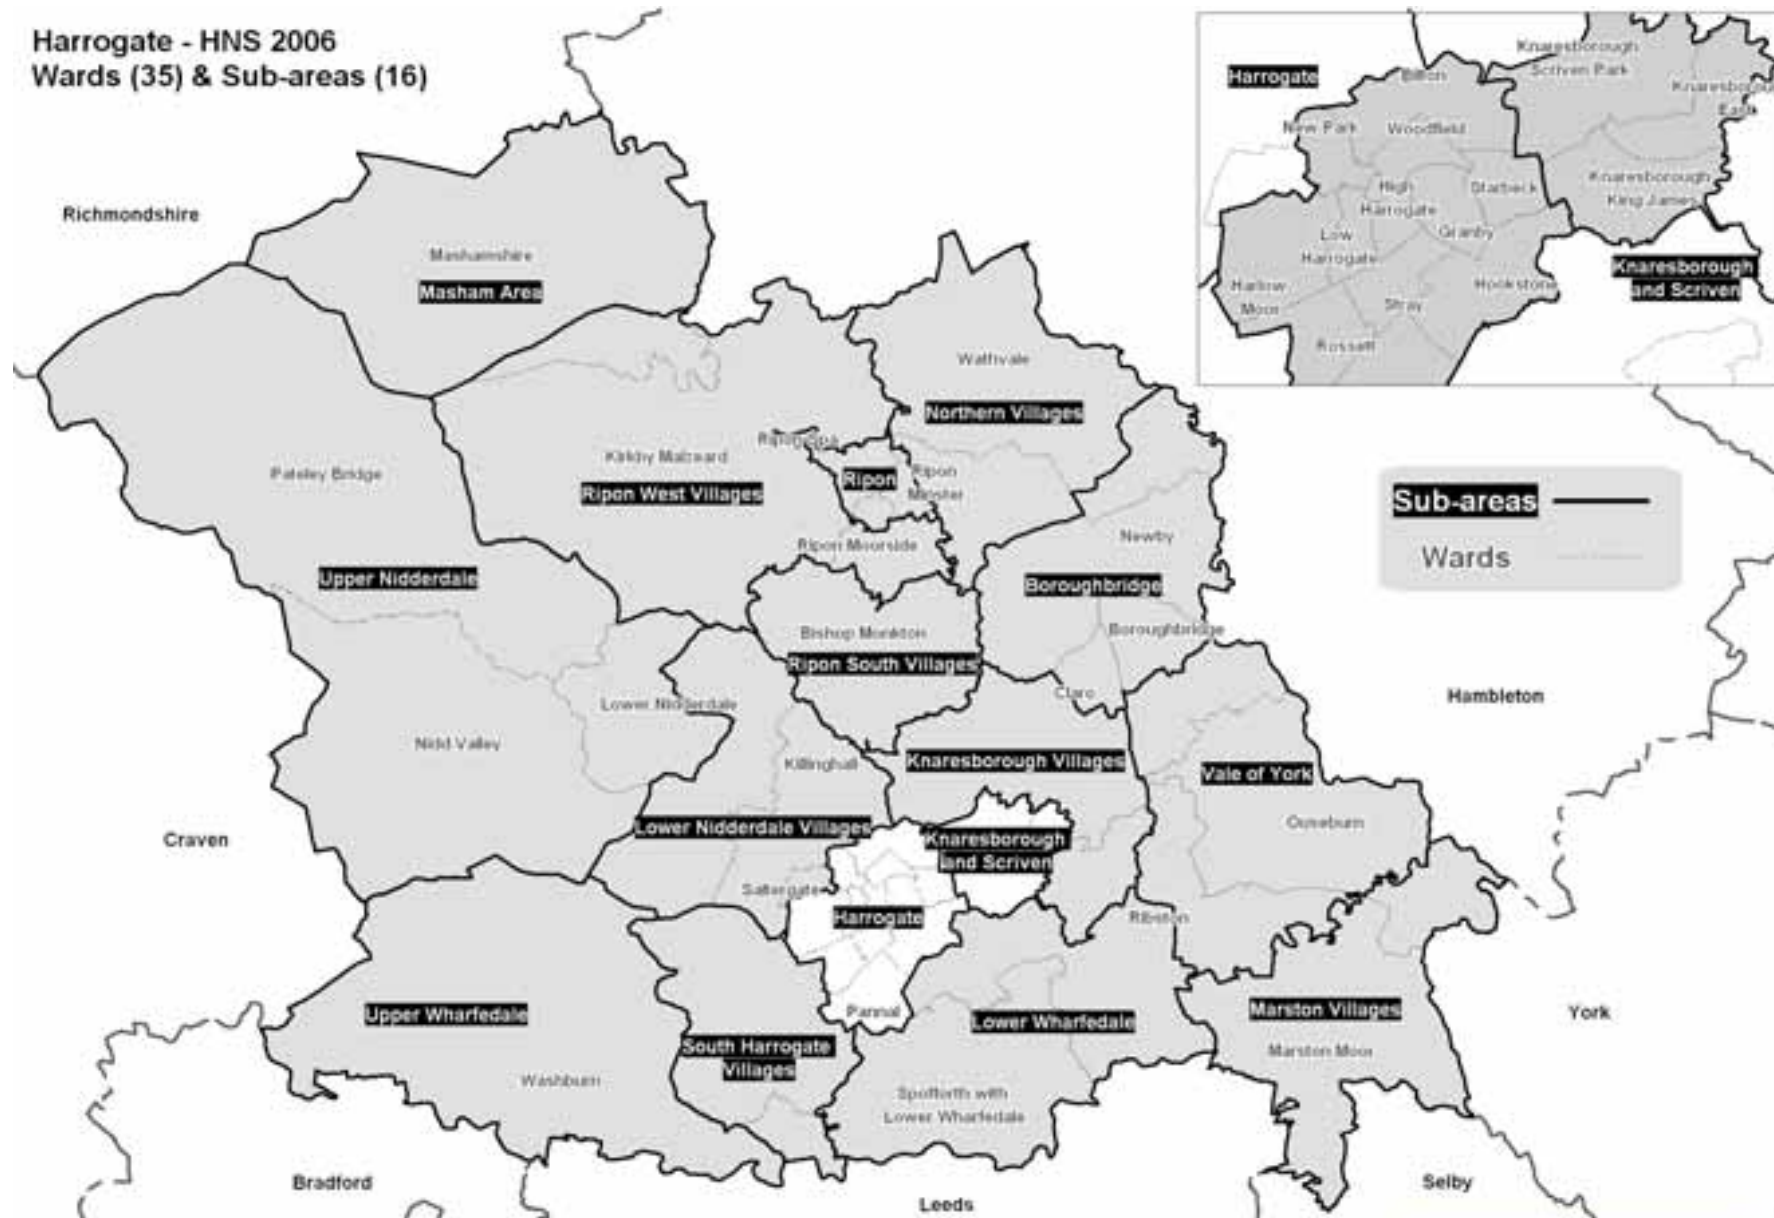 Harrogate - HNS 2006
Wards (35) & Sub-areas (16)
Richmondshire
Mashamshire
Masham Area
Wathvale
Northern Villages
Pateley Bridge
Kirkby Malzeard
Ripon West Villages
Ripon Spa
Ripon
Ripon
Minster
Ripon Moorside
Newby
Boroughbridge
Boroughbridge
Upper Nidderdale
Bishop Monkton
Ripon South Villages
Claro
Lower Nidderdale
Nidd Valley
Killinghall
Knaresborough Villages
Vale of York
Ouseburn
Hambleton
Craven
Lower Nidderdale Villages
Knaresborough
and Scriven
Saltergate
Harrogate
Ribston
Upper Wharfedale
Pannal
Lower Wharfedale
Marston Villages
Marston Moor
York
South Harrogate
Villages
Washburn
Spofforth with
Lower Wharfedale
Bradford
Leeds
Selby
Harrogate
Bilton
Knaresborough
Scriven Park
Knaresborou
East
New Park
Woodfield
High
Harrogate
Starbeck
Knaresborough
King James
Low
Harrogate
Granby
Knaresborough
and Scriven
Harlow
Moor
Hookstone
Stray
Rossett
Sub-areas
Wards